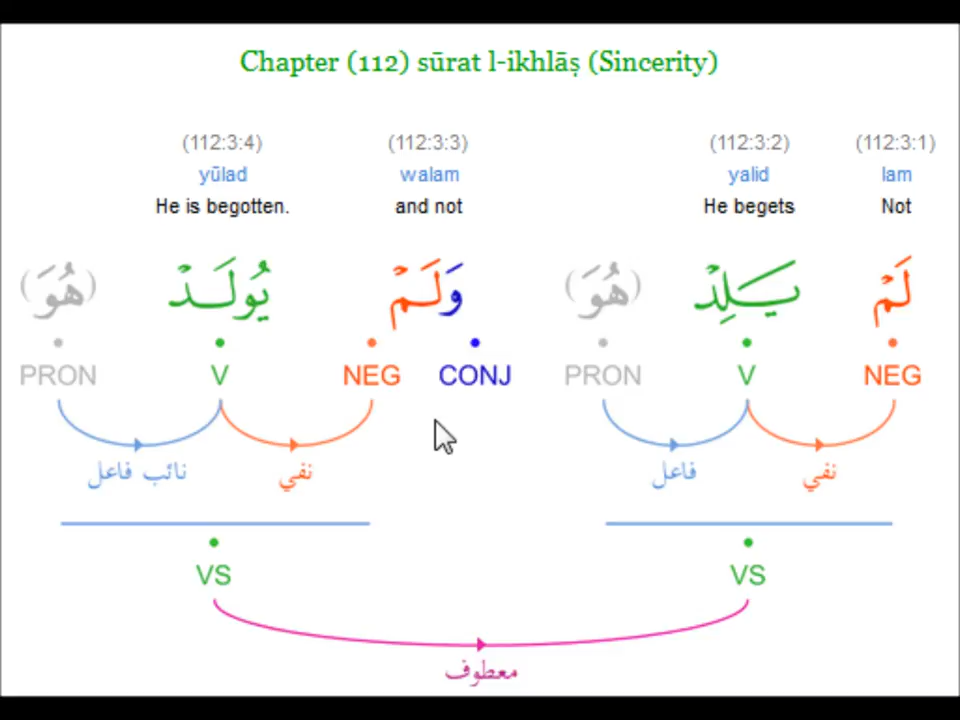 Chapter (112) sūrat l-ikhlāṣ (Sincerity)
(112:3:4) (112:3:3) (112:3:2) (112:3:1)
yūlad walam yalid lam
He is begotten. and not He begets Not
لَمْ يَلِدْ (هُوَ) وَلَمْ يُولَدْ (هُوَ)
PRON V NEG CONJ PRON V NEG
نفي فاعل نفي نائب فاعل
VS VS
معطوف